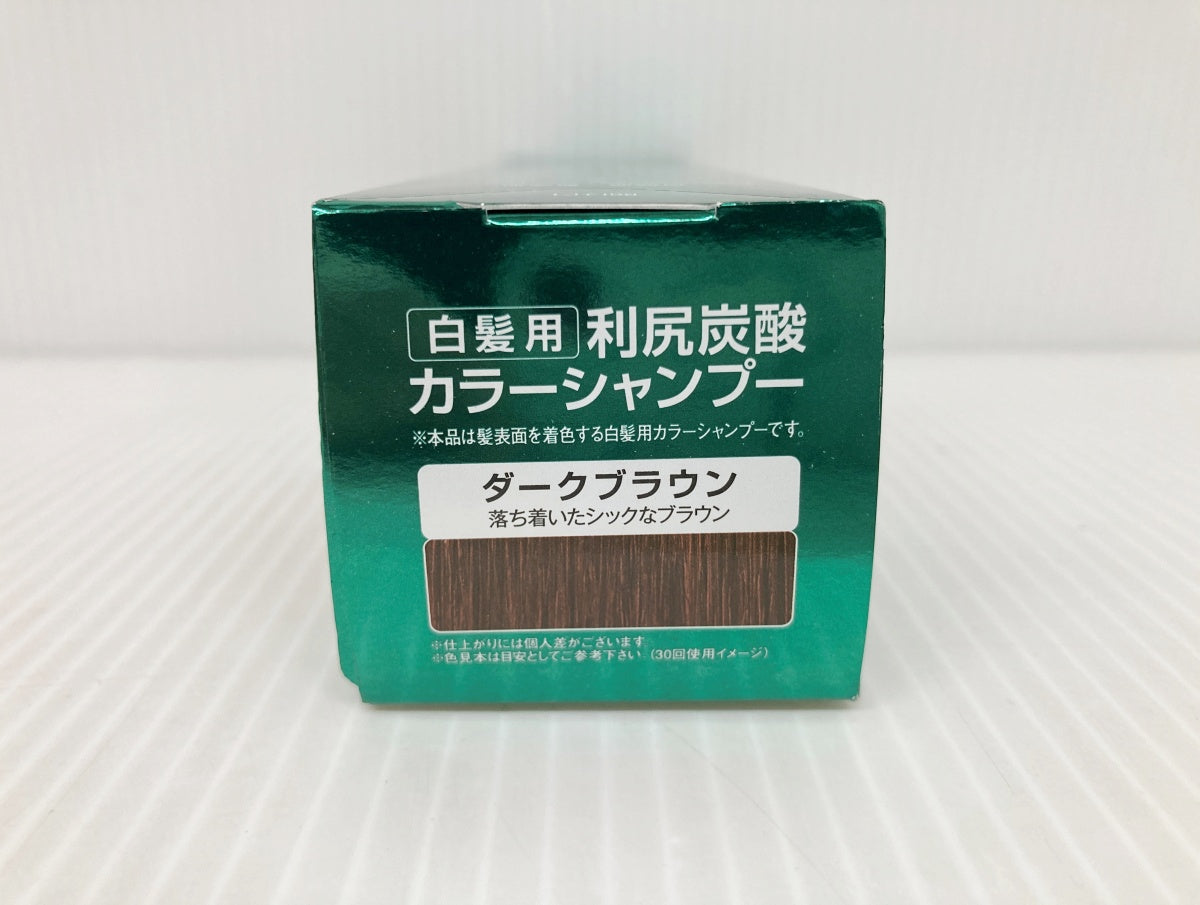 白髪用 利尻炭酸
カラーシャンプー
※本品は髪表面を着色する白髪用カラーシャンプーです。
ダークブラウン
落ち着いたシックなブラウン
※仕上がりには個人差がございます
※色見本は目安としてご参考下さい（30回使用イメージ）